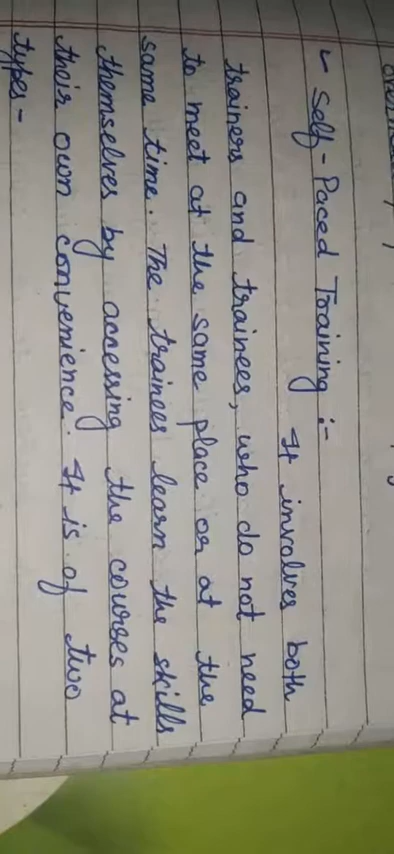 - Self-Paced Training :-
It involves both
trainers and trainees, who do not need
to meet at the same place or at the
same time. The trainees learn the skills
themselves by accessing the courses at
their own convenience. It is of two
types -